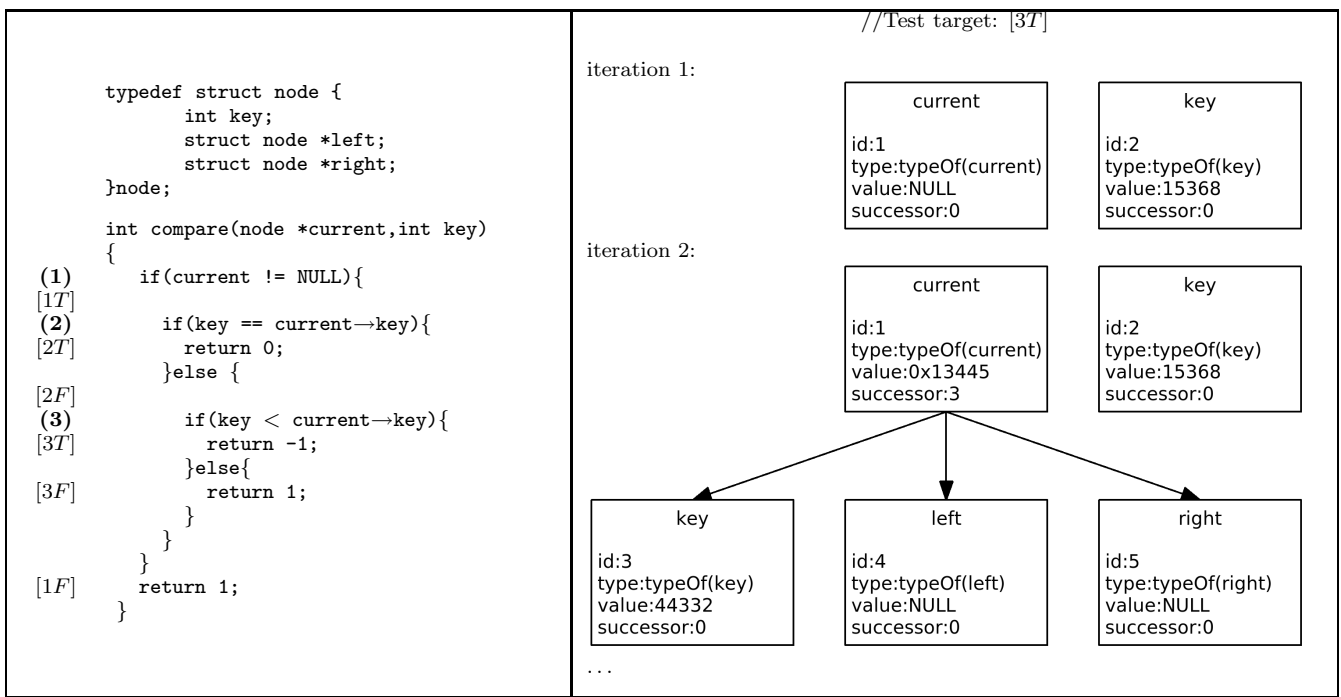 typedef struct node {
int key;
struct node *left;
struct node *right;
}node;
int compare(node *current,int key)
{
(1) if(current != NULL){
[1T]
(2) if(key == current→key){
[2T] return 0;
}else {
[2F]
(3) if(key < current→key){
[3T] return -1;
}else{
[3F] return 1;
}
}
}
[1F] return 1;
}
//Test target: [3T]
iteration 1:
current
id:1
type:typeOf(current)
value:NULL
successor:0
key
id:2
type:typeOf(key)
value:15368
successor:0
iteration 2:
current
id:1
type:typeOf(current)
value:0x13445
successor:3
key
id:2
type:typeOf(key)
value:15368
successor:0
key
id:3
type:typeOf(key)
value:44332
successor:0
left
id:4
type:typeOf(left)
value:NULL
successor:0
right
id:5
type:typeOf(right)
value:NULL
successor:0
...